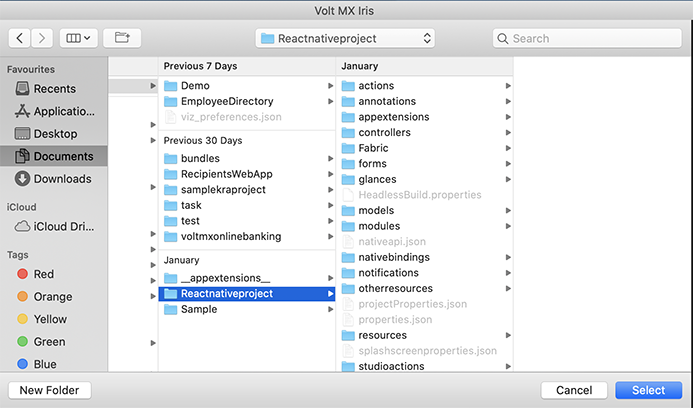 Volt MX Iris
Reactnativeproject
Search
Favourites
Recents
Applicatio...
Desktop
Documents
Downloads
iCloud
iCloud Dri...
Tags
Red
Orange
Yellow
Green
Blue
Previous 7 Days
Demo
EmployeeDirectory
viz_preferences.json
Previous 30 Days
bundles
RecipientsWebApp
samplekraproject
task
test
voltmxonlinebanking
January
__appextensions__
Reactnativeproject
Sample
January
actions
annotations
appextensions
controllers
Fabric
forms
glances
HeadlessBuild.properties
models
modules
nativeapi.json
nativebindings
notifications
otherresources
projectProperties.json
properties.json
resources
splashscreenproperties.json
studioactions
New Folder
Cancel
Select